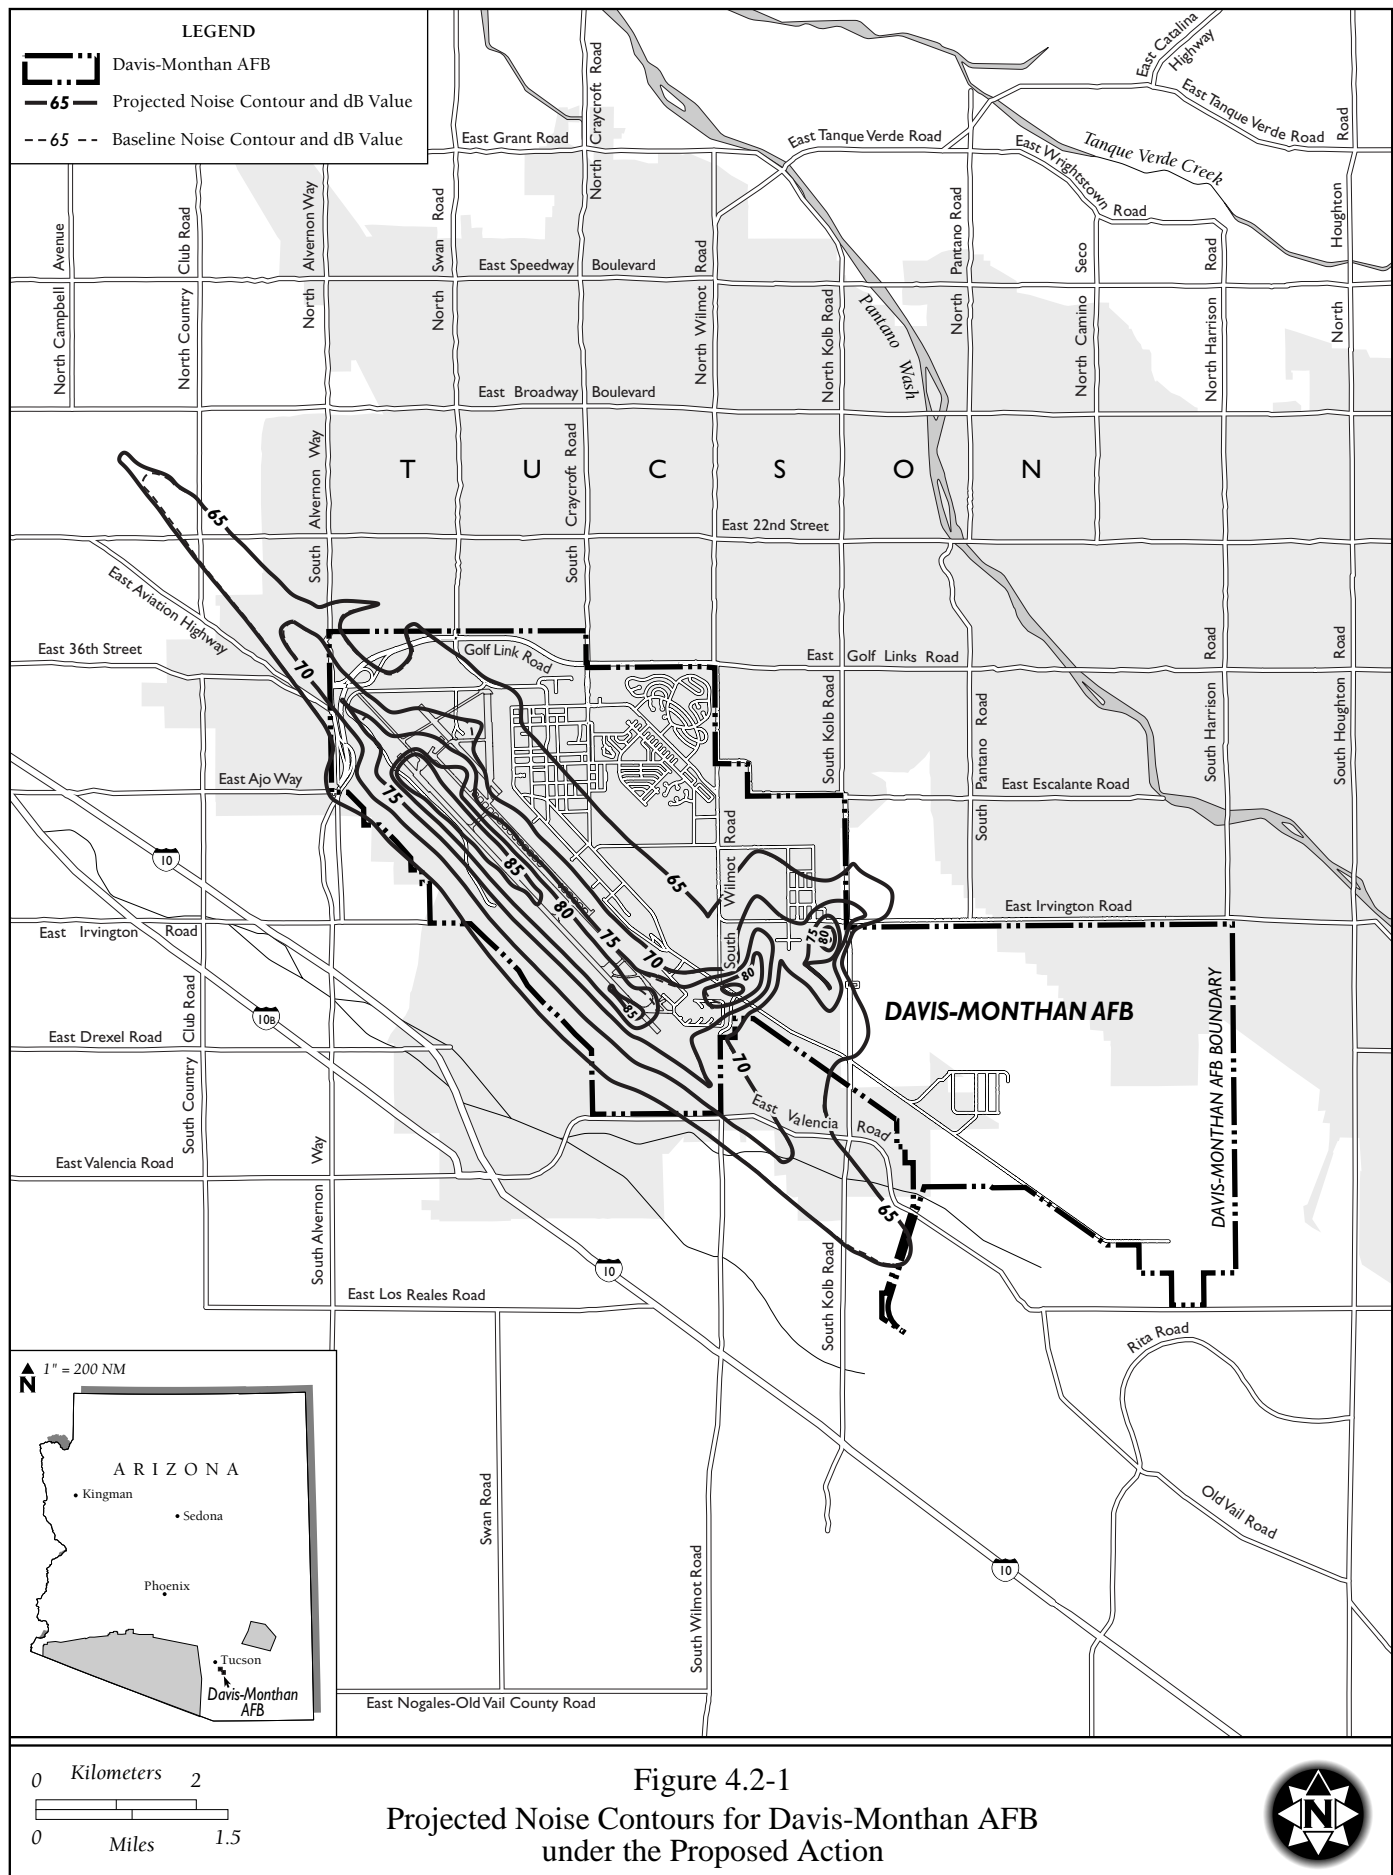 LEGEND
Davis-Monthan AFB
65 Projected Noise Contour and dB Value
65 Baseline Noise Contour and dB Value
East Catalina
Highway
East Tanque Verde Road
East Tanque Verde Road
Tanque Verde Creek
East Wrightstown
Road
East Grant Road
North Craycroft Road
North Campbell Avenue
North Country Club Road
North Alvernon Way
North Swan Road
North Wilmot Road
North Kolb Road
North Pantano Road
North Camino Seco
North Harrison Road
North Houghton Road
East Speedway Boulevard
Pantano Wash
East Broadway Boulevard
South Alvernon Way
South Craycroft Road
T U C S O N
65
East 22nd Street
East Aviation Highway
East 36th Street
Golf Link Road
East Golf Links Road
70
South Kolb Road
South Pantano Road
South Harrison Road
South Houghton Road
East Ajo Way
75
East Escalante Road
South Wilmot Road
10
85
65
80
75
70
75
80
80
85
East Irvington Road
East Irvington Road
DAVIS-MONTHAN AFB
DAVIS-MONTHAN AFB BOUNDARY
10B
South Country Club Road
East Drexel Road
70
East Valencia Road
East Valencia Road
65
South Alvernon Way
10
East Los Reales Road
South Kolb Road
Rita Road
Old Vail Road
Swan Road
South Wilmot Road
10
East Nogales-Old Vail County Road
N
1" = 200 NM
ARIZONA
Kingman
Sedona
Phoenix
Tucson
Davis-Monthan
AFB
0 Kilometers 2
0 Miles 1.5
Figure 4.2-1
Projected Noise Contours for Davis-Monthan AFB
under the Proposed Action
N